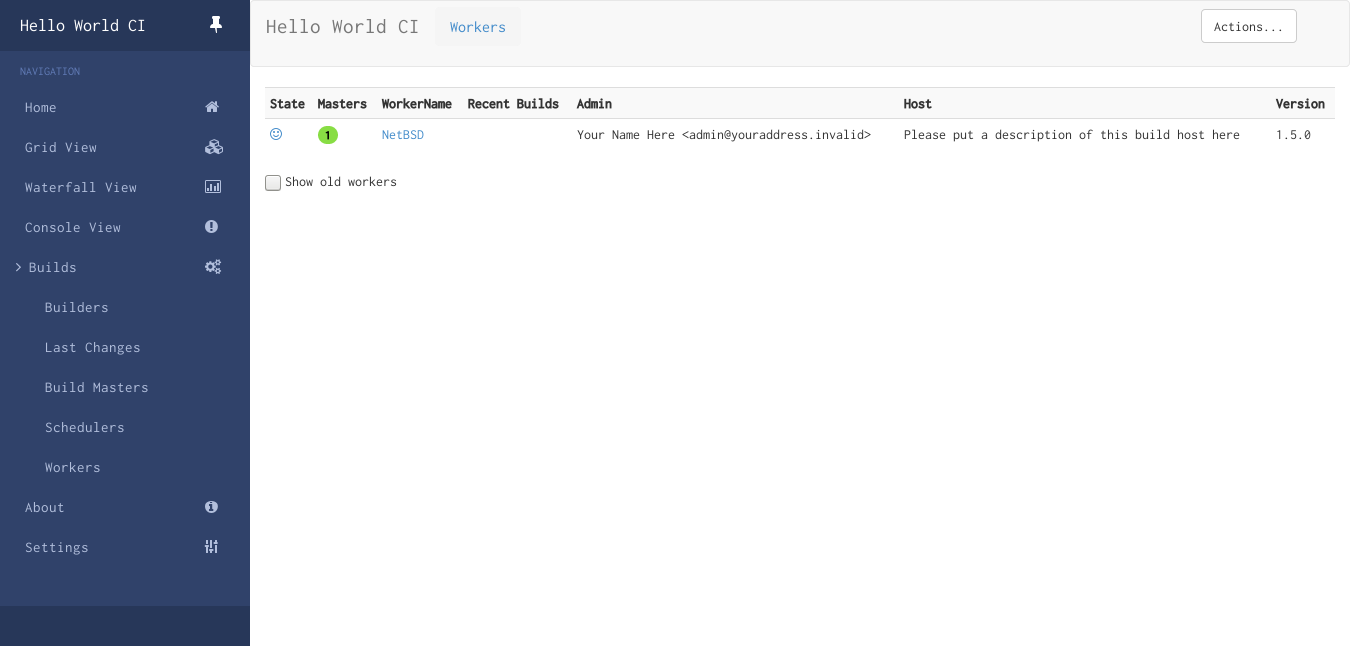 Hello World CI
NAVIGATION
Home
Grid View
Waterfall View
Console View
Builds
Builders
Last Changes
Build Masters
Schedulers
Workers
About
Settings
Hello World CI Workers Actions...
State Masters WorkerName Recent Builds Admin Host Version
1 NetBSD Your Name Here <admin@youraddress.invalid> Please put a description of this build host here 1.5.0
Show old workers